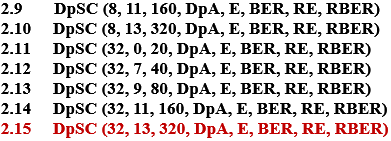 2.9 DpSC (8, 11, 160, DpA, E, BER, RE, RBER)
2.10 DpSC (8, 13, 320, DpA, E, BER, RE, RBER)
2.11 DpSC (32, 0, 20, DpA, E, BER, RE, RBER)
2.12 DpSC (32, 7, 40, DpA, E, BER, RE, RBER)
2.13 DpSC (32, 9, 80, DpA, E, BER, RE, RBER)
2.14 DpSC (32, 11, 160, DpA, E, BER, RE, RBER)
2.15 DpSC (32, 13, 320, DpA, E, BER, RE, RBER)